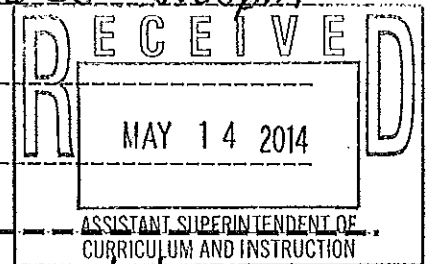 RECEIVED
MAY 14 2014
ASSISTANT SUPERINTENDENT OF
CURRICULUM AND INSTRUCTION